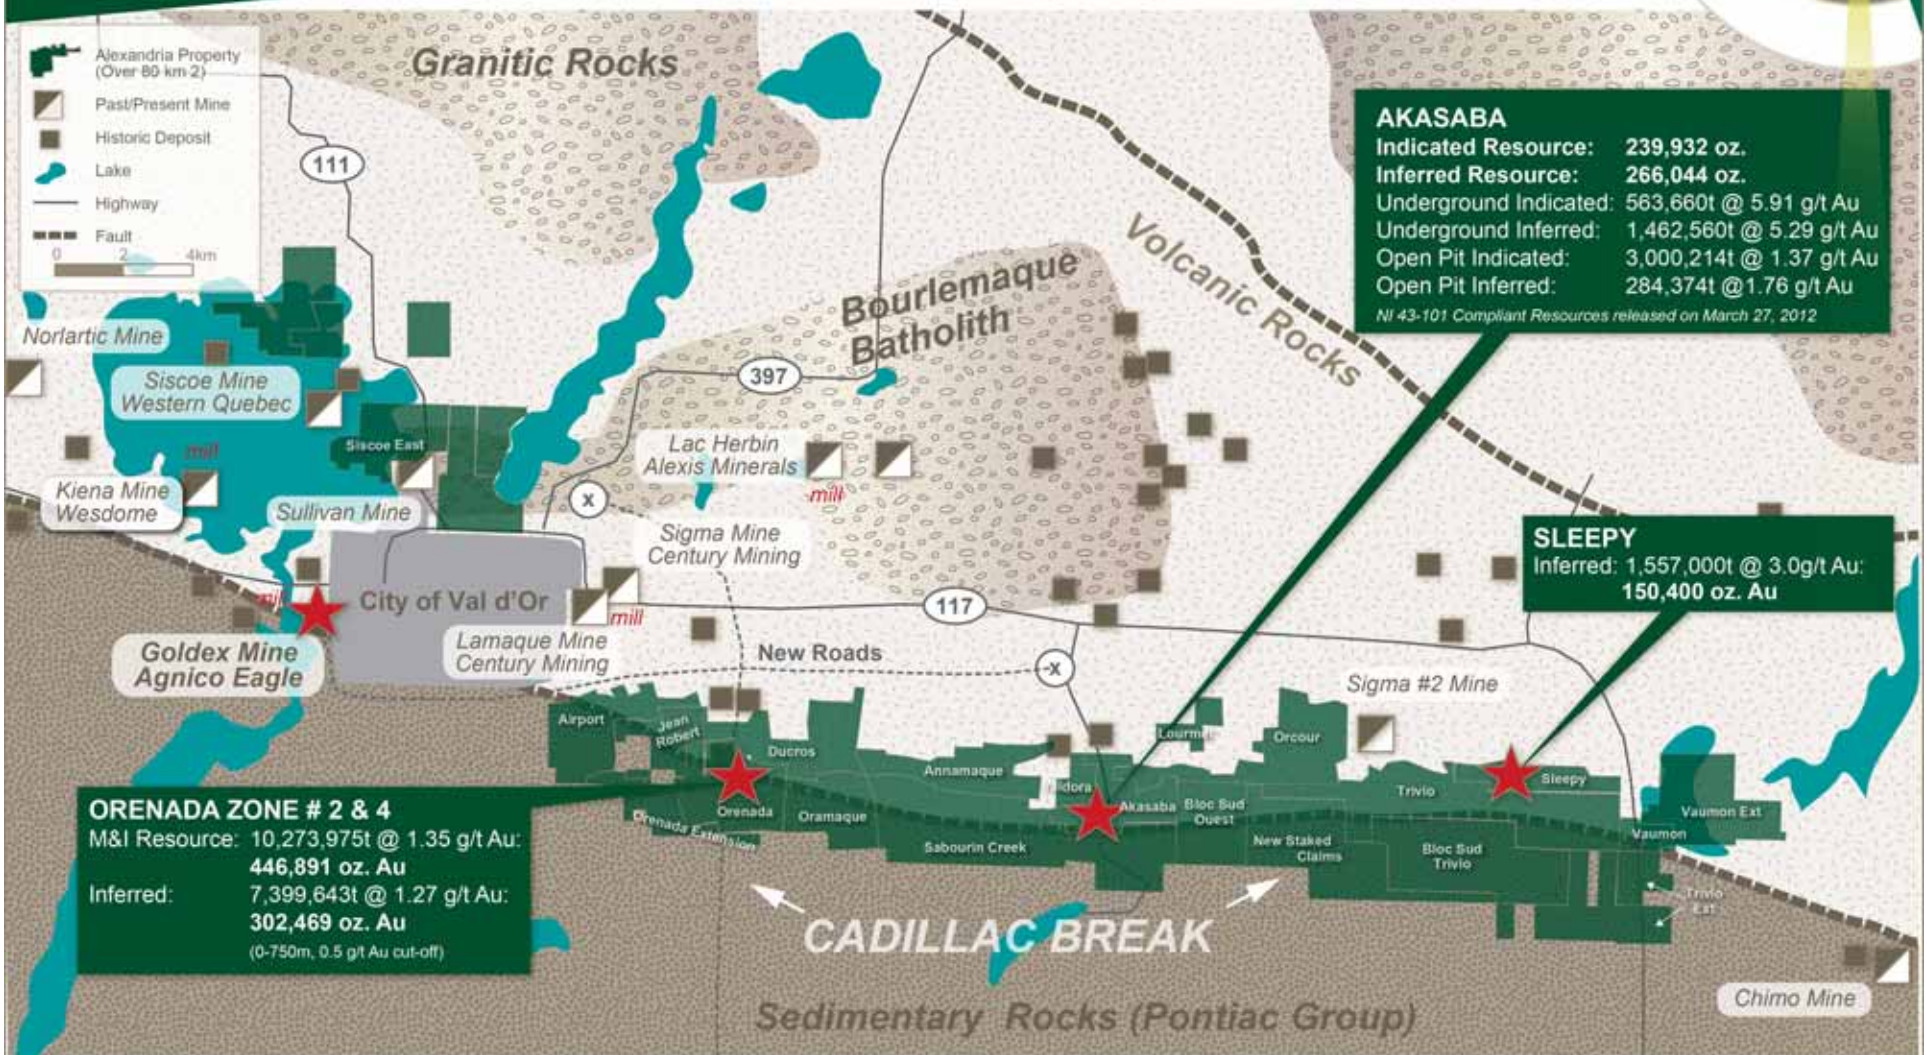 Alexandria Property
(Over 80 km 2)
Past/Present Mine
Historic Deposit
Lake
Highway
Fault
0 2 4km
Granitic Rocks
111
Bourlemaque
Batholith
Volcanic Rocks
397
AKASABA
Indicated Resource: 239,932 oz.
Inferred Resource: 266,044 oz.
Underground Indicated: 563,660t @ 5.91 g/t Au
Underground Inferred: 1,462,560t @ 5.29 g/t Au
Open Pit Indicated: 3,000,214t @ 1.37 g/t Au
Open Pit Inferred: 284,374t @1.76 g/t Au
NI 43-101 Compliant Resources released on March 27, 2012
Norlartic Mine
Siscoe Mine
Western Quebec
Siscoe East
mill
Kiena Mine
Wesdome
Sullivan Mine
Lac Herbin
Alexis Minerals
mill
x
Sigma Mine
Century Mining
SLEEPY
Inferred: 1,557,000t @ 3.0g/t Au:
150,400 oz. Au
City of Val d'Or
mill
mill
117
Goldex Mine
Agnico Eagle
Lamaque Mine
Century Mining
New Roads
x
Sigma #2 Mine
Airport
Jean
Robert
Ducros
Annamaque
Lourmet
Orcour
Trivio
Sleepy
Akasaba
Bloc Sud
Ouest
Vaumon Ext
Vaumon
Orenada
Oramaque
Orenada Extension
Sabourin Creek
New Staked
Claims
Bloc Sud
Trivio
Trivio
Ext
ORENADA ZONE # 2 & 4
M&I Resource: 10,273,975t @ 1.35 g/t Au:
446,891 oz. Au
Inferred: 7,399,643t @ 1.27 g/t Au:
302,469 oz. Au
(0-750m, 0.5 g/t Au cut-off)
CADILLAC BREAK
Chimo Mine
Sedimentary Rocks (Pontiac Group)